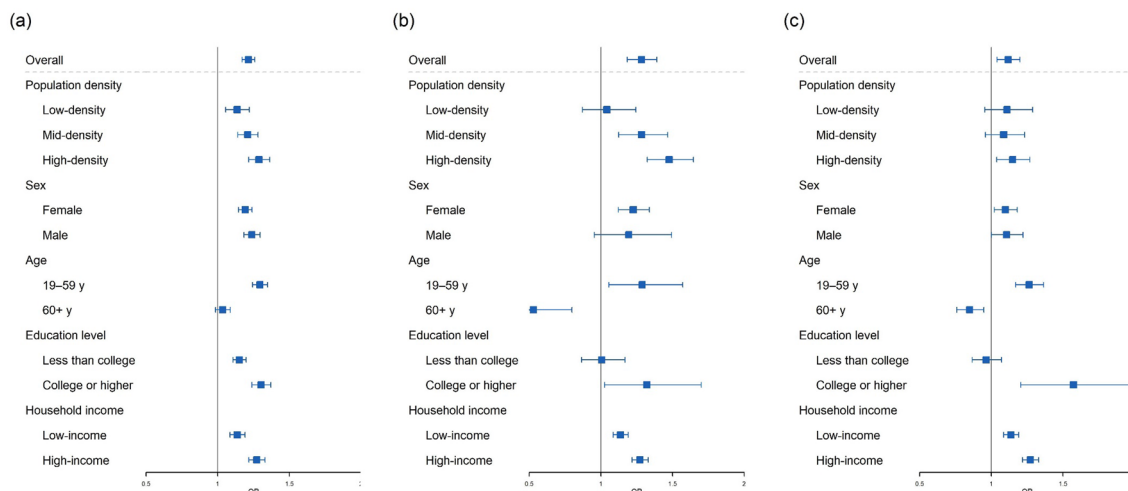 (a)
Overall
Population density
Low-density
Mid-density
High-density
Sex
Female
Male
Age
19–59 y
60+ y
Education level
Less than college
College or higher
Household income
Low-income
High-income
1
0.5
1
1.5
2
(b)
Overall
Population density
Low-density
Mid-density
High-density
Sex
Female
Male
Age
19–59 y
60+ y
Education level
Less than college
College or higher
Household income
Low-income
High-income
1
0.5
1
1.5
2
(c)
Overall
Population density
Low-density
Mid-density
High-density
Sex
Female
Male
Age
19–59 y
60+ y
Education level
Less than college
College or higher
Household income
Low-income
High-income
1
0.5
1
1.5